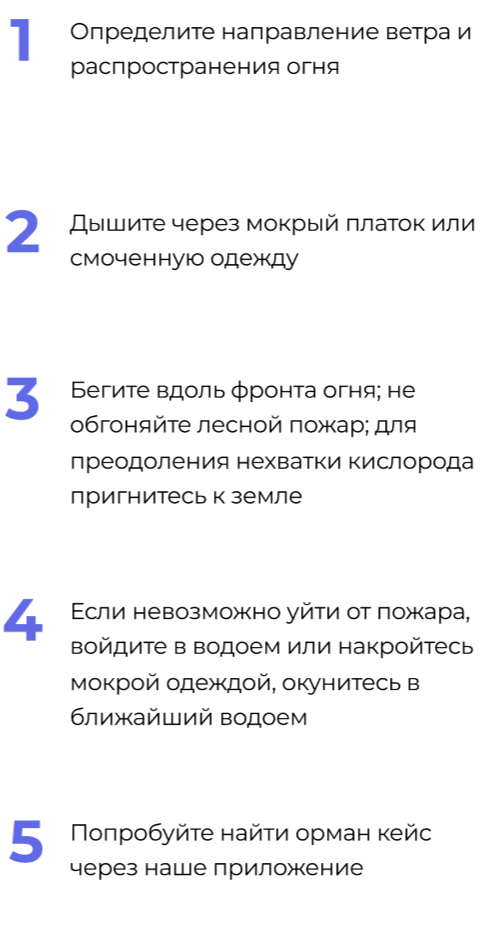 1 Определите направление ветра и
распространения огня
2 Дышите через мокрый платок или
смоченную одежду
3 Бегите вдоль фронта огня; не
обгоняйте лесной пожар; для
преодоления нехватки кислорода
пригнитесь к земле
4 Если невозможно уйти от пожара,
войдите в водоем или накройтесь
мокрой одеждой, окунитесь в
ближайший водоем
5 Попробуйте найти орман кейс
через наше приложение